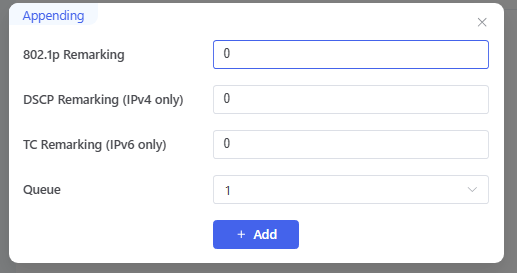 Appending
802.1p Remarking
0
DSCP Remarking (IPv4 only)
0
TC Remarking (IPv6 only)
0
Queue
1
+ Add